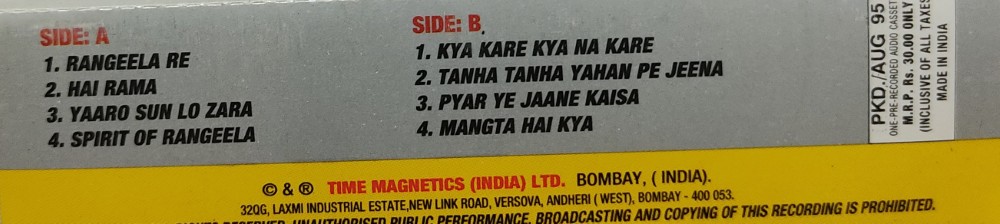 SIDE: A
1. RANGEELA RE
2. HAI RAMA
3. YAARO SUN LO ZARA
4. SPIRIT OF RANGEELA
SIDE: B.
1. KYA KARE KYA NA KARE
2. TANHA TANHA YAHAN PE JEENA
3. PYAR YE JAANE KAISA
4. MANGTA HAI KYA
PKD./AUG 95
ONE-PRE-RECORDED AUDIO CASSET
M.R.P. Rs. 30.00 ONLY
(INCLUSIVE OF ALL TAXES
MADE IN INDIA
© & ® TIME MAGNETICS (INDIA) LTD. BOMBAY, ( INDIA).
320G, LAXMI INDUSTRIAL ESTATE,NEW LINK ROAD, VERSOVA, ANDHERI ( WEST), BOMBAY - 400 053.
RESERVED. UNAUTHORISED PUBLIC PERFORMANCE, BROADCASTING AND COPYING OF THIS RECORDING IS PROHIBITED.